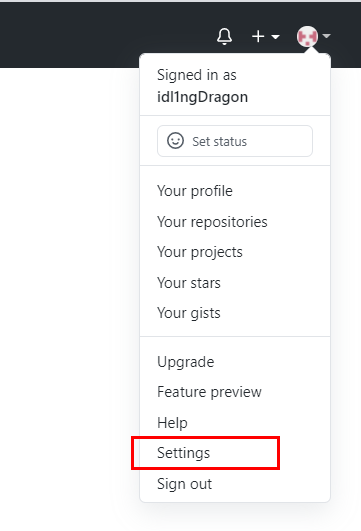 Signed in as
idl1ngDragon
Set status
Your profile
Your repositories
Your projects
Your stars
Your gists
Upgrade
Feature preview
Help
Settings
Sign out